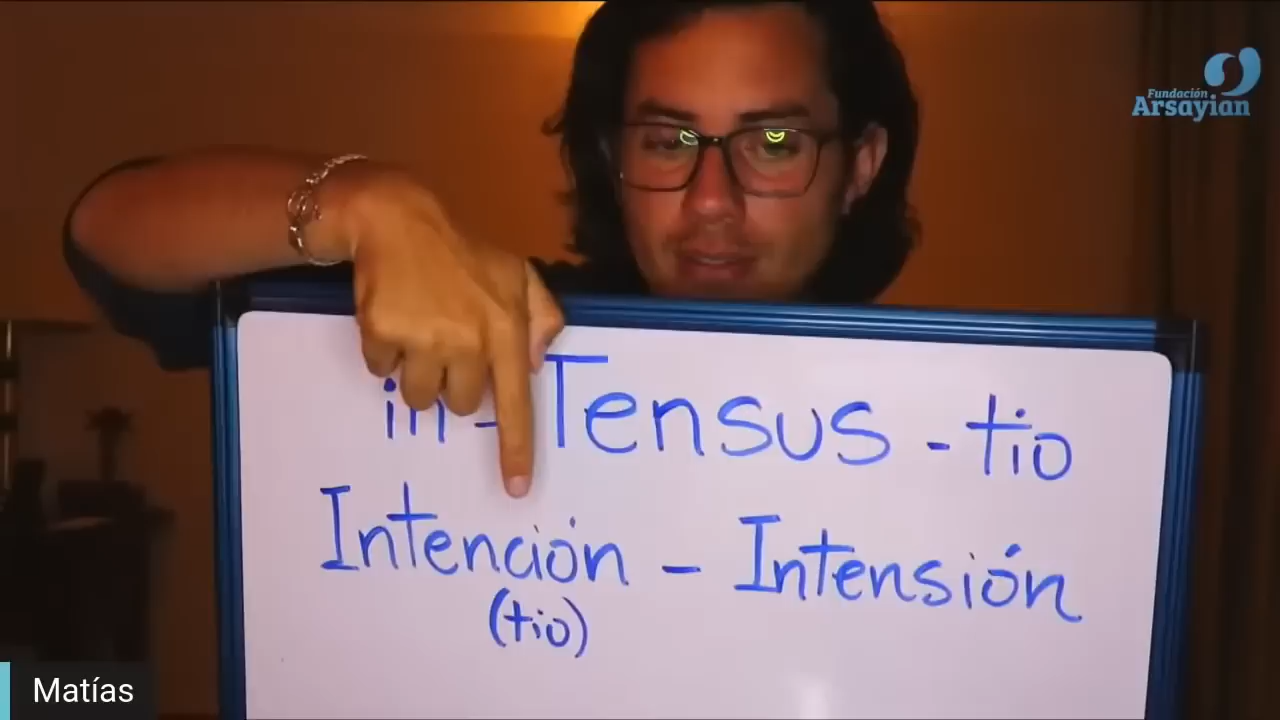 Fundación
Arsayian
in - Tensus - tio
Intención - Intensión
(tio)
Matías